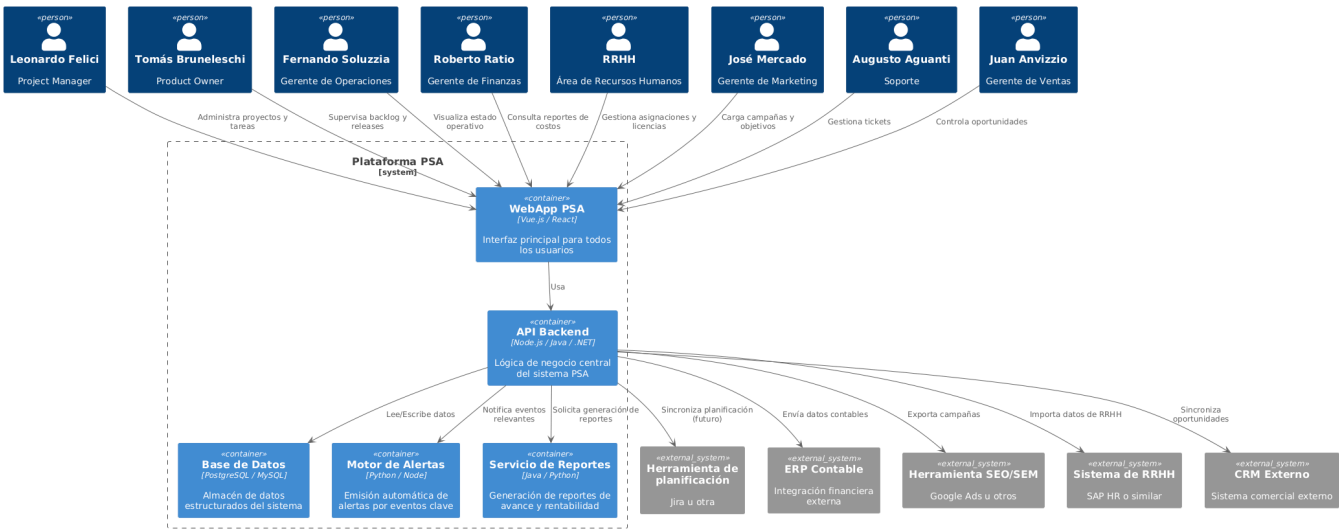 «person»
Leonardo Felici
Project Manager
«person»
Tomás Bruneleschi
Product Owner
«person»
Fernando Soluzzia
Gerente de Operaciones
«person»
Roberto Ratio
Gerente de Finanzas
«person»
RRHH
Área de Recursos Humanos
«person»
José Mercado
Gerente de Marketing
«person»
Augusto Aguanti
Soporte
«person»
Juan Anvizzio
Gerente de Ventas
Administra proyectos y
tareas
Supervisa backlog y
releases
Visualiza estado
operativo
Consulta reportes de
costos
Gestiona asignaciones y
licencias
Carga campañas y
objetivos
Gestiona tickets
Controla oportunidades
Plataforma PSA
[system]
«container»
WebApp PSA
[Vue.js / React]
Interfaz principal para todos
los usuarios
Usa
«container»
API Backend
[Node.js / Java / .NET]
Lógica de negocio central
del sistema PSA
Lee/Escribe datos
Notifica eventos
relevantes
Solicita generación de
reportes
Sincroniza planificación
(futuro)
Envía datos contables
Exporta campañas
Importa datos de RRHH
Sincroniza
oportunidades
«container»
Base de Datos
[PostgreSQL / MySQL]
Almacén de datos
estructurados del sistema
«container»
Motor de Alertas
[Python / Node]
Emisión automática de
alertas por eventos clave
«container»
Servicio de Reportes
[Java / Python]
Generación de reportes de
avance y rentabilidad
«external_system»
Herramienta de
planificación
Jira u otra
«external_system»
ERP Contable
Integración financiera
externa
«external_system»
Herramienta SEO/SEM
Google Ads u otros
«external_system»
Sistema de RRHH
SAP HR o similar
«external_system»
CRM Externo
Sistema comercial externo